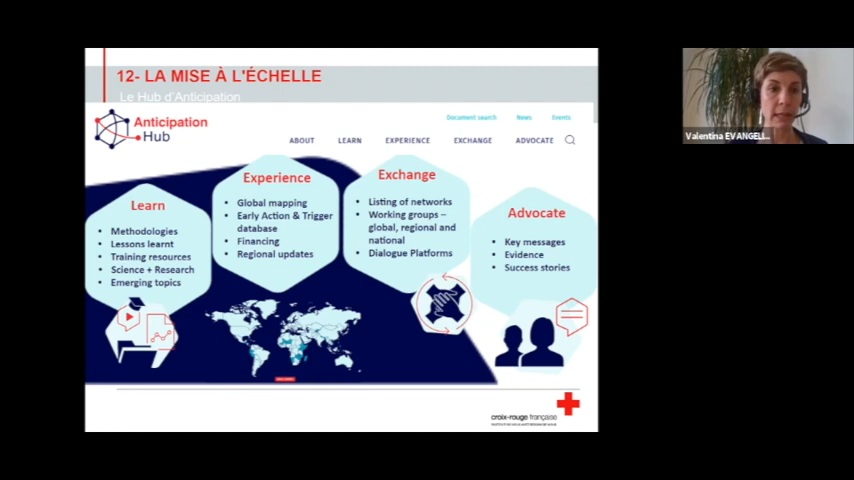 12- LA MISE À L'ÉCHELLE
Le Hub d'Anticipation
Anticipation
Hub
Document search
News
Events
ABOUT
LEARN
EXPERIENCE
EXCHANGE
ADVOCATE
Learn
• Methodologies
• Lessons learnt
• Training resources
• Science + Research
• Emerging topics
Experience
• Global mapping
• Early Action & Trigger
database
• Financing
• Regional updates
Exchange
• Listing of networks
• Working groups –
global, regional and
national
• Dialogue Platforms
Advocate
• Key messages
• Evidence
• Success stories
croix-rouge française
Valentina EVANGELI...